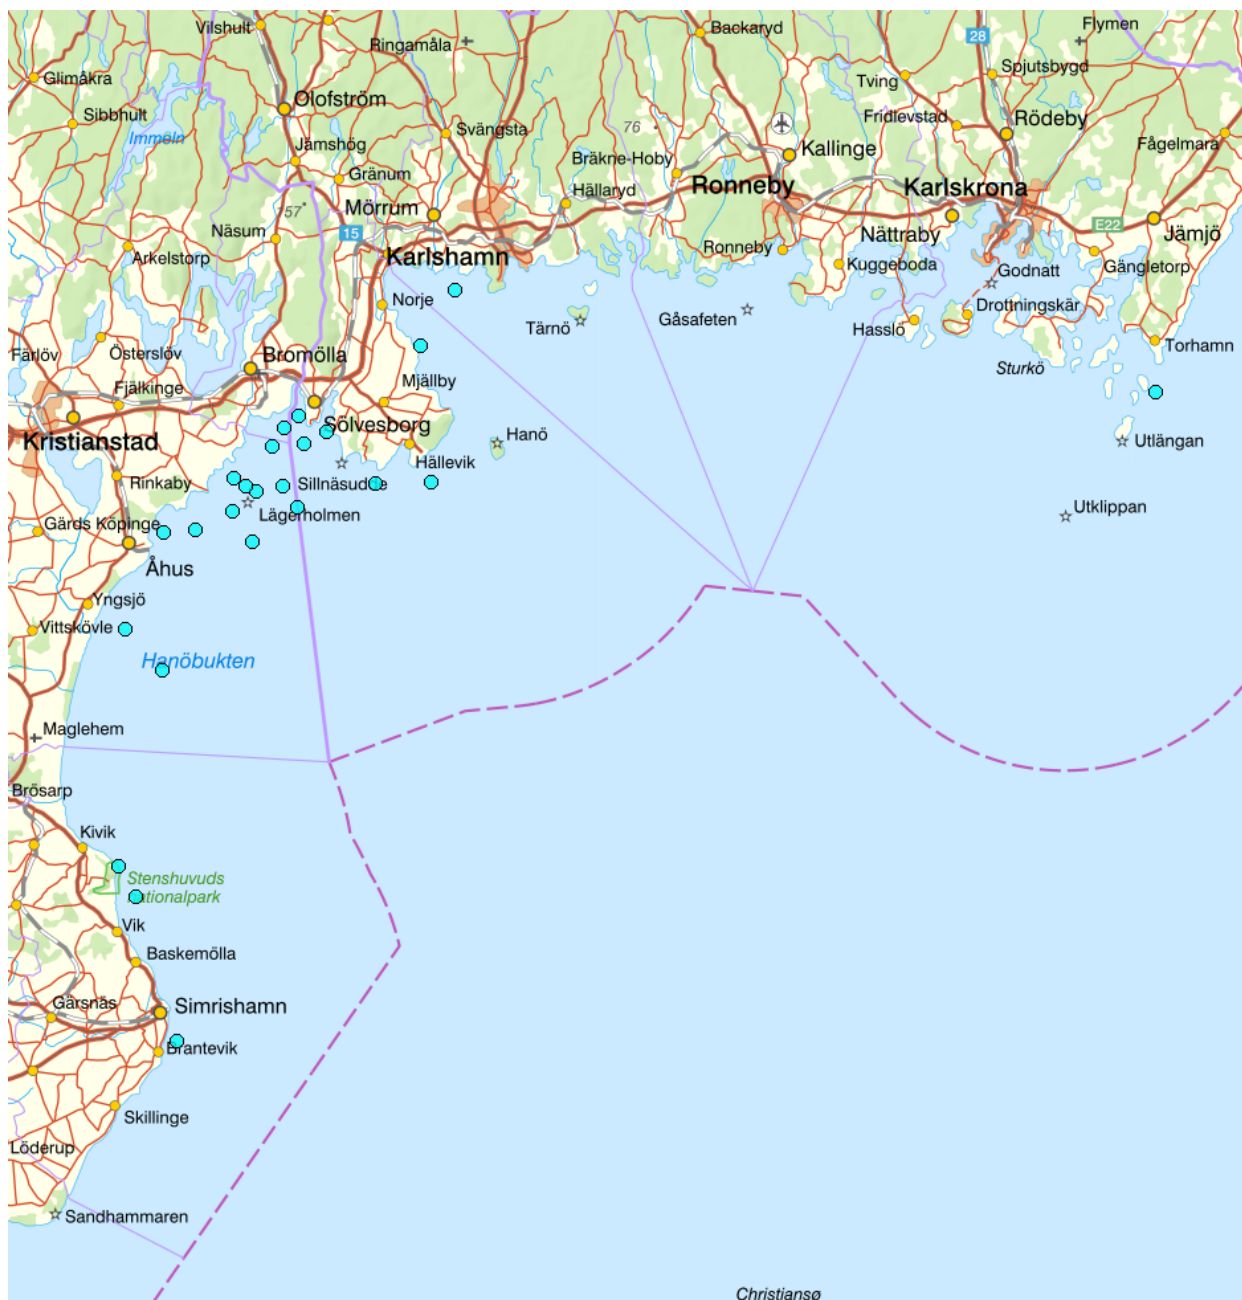 Vilshult
Ringamåla
Backaryd
28
Flymen
Glimåkra
Tving
Spjutsbygd
Sibbhult
Olofström
Immeln
Svängsta
76
Fridlevstad
Rödeby
Jämshög
Bräkne-Hoby
Kallinge
Fågelmara
Gränum
Hällaryd
Ronneby
Karlskrona
157
Mörrum
Näsum
15
E22
Nättraby
Jämjö
Arkelstorp
Karlshamn
Ronneby
Kuggeboda
Godnatt
Gängletorp
Norje
Tärnö
Gåsafeten
Hasslö
Drottningskär
Färlöv
Österslöv
Bromölla
Torhamn
Sturkö
Fjälkinge
Mjällby
Kristianstad
Sölvesborg
Hanö
Utlängan
Hällevik
Rinkaby
Sillnäsudde
Lägerholmen
Utklippan
Gärds Köpinge
Åhus
Yngsjö
Vittskövle
Hanöbukten
Maglehem
Brösarp
Kivik
Stenshuvuds
nationalpark
Vik
Baskemölla
Gärsnäs
Simrishamn
Brantevik
Skillinge
Löderup
Sandhammaren
Christiansø